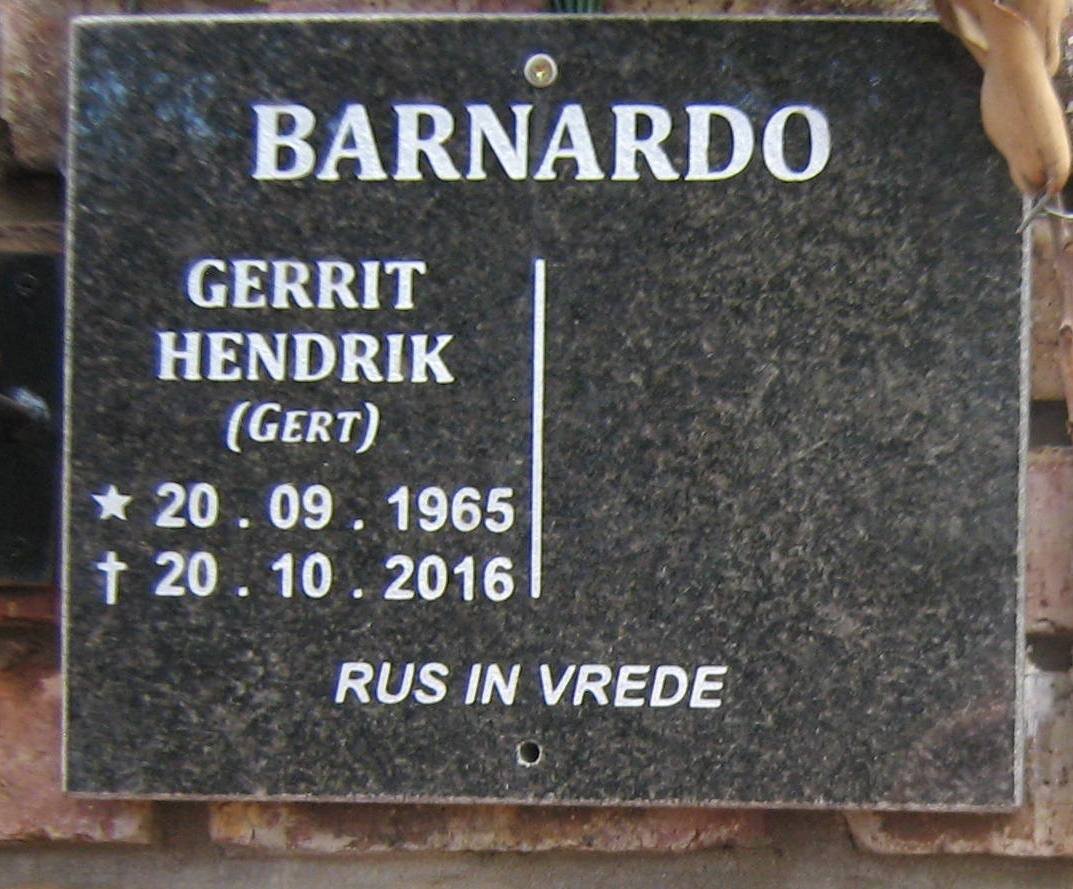 BARNARDO
GERRIT
HENDRIK
(GERT)
★ 20 . 09 . 1965
† 20 . 10 . 2016
RUS IN VREDE